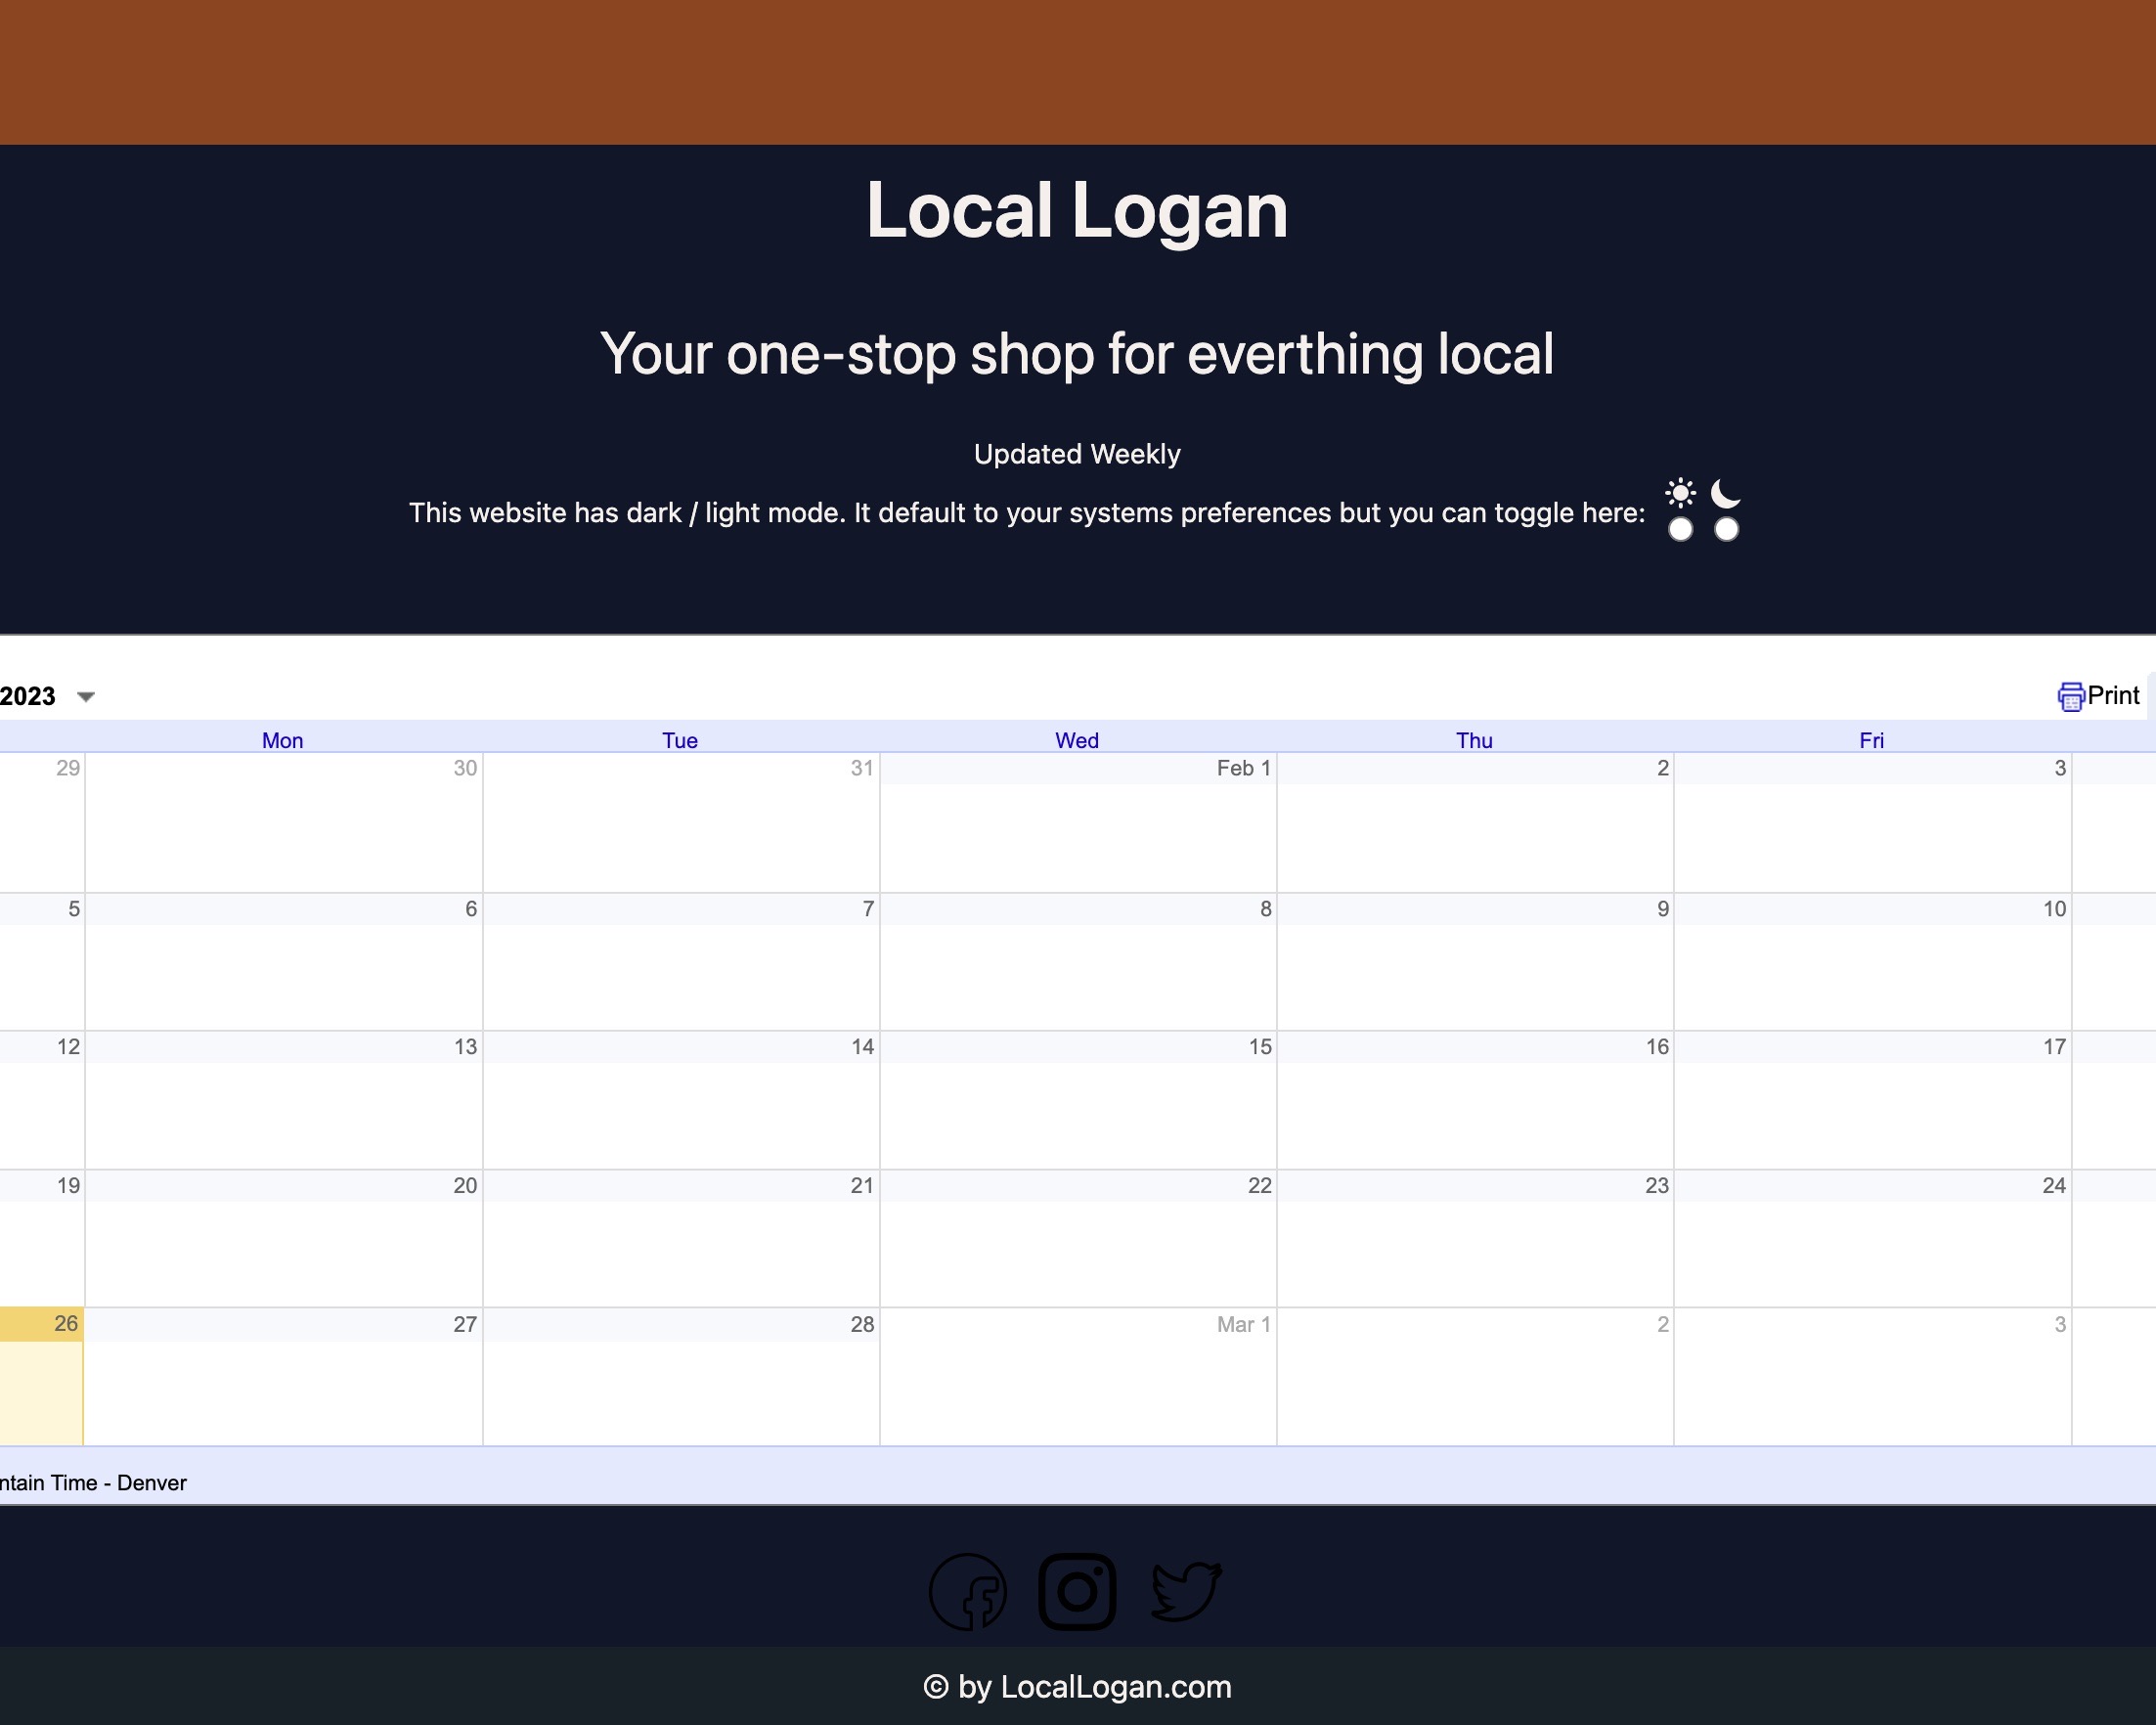 Local Logan
Your one-stop shop for everthing local
Updated Weekly
This website has dark / light mode. It default to your systems preferences but you can toggle here:
2023 Print
Mon Tue Wed Thu Fri
29 30 31 Feb 1 2 3
5 6 7 8 9 10
12 13 14 15 16 17
19 20 21 22 23 24
26 27 28 Mar 1 2 3
ntain Time - Denver
© by LocalLogan.com